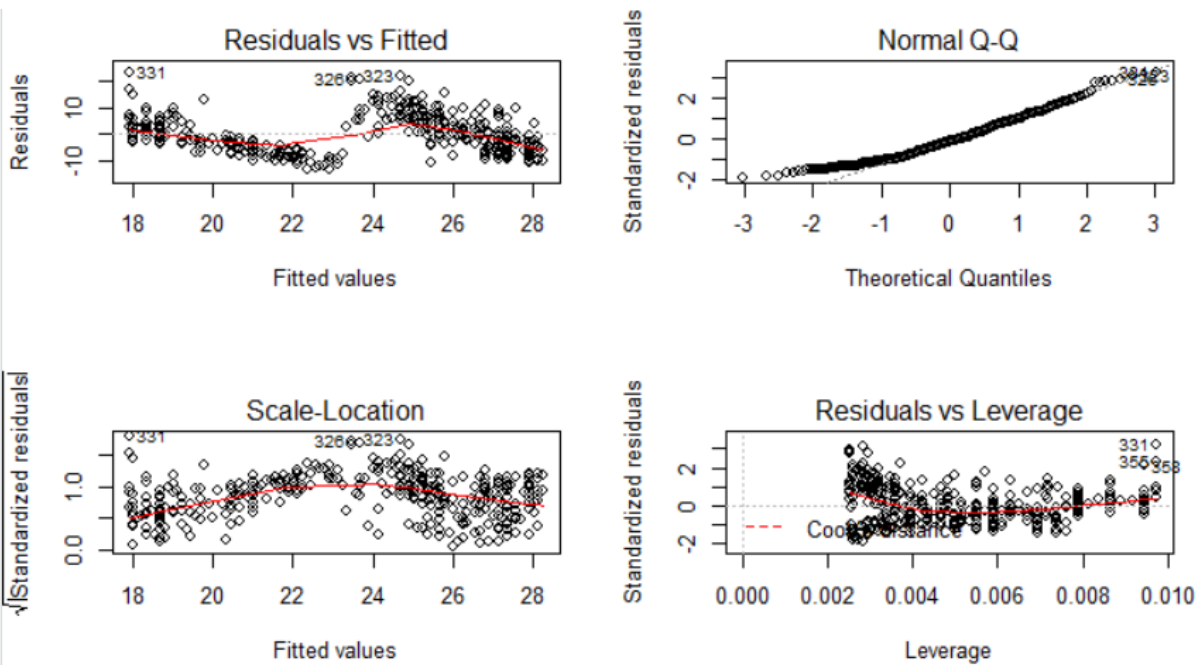 Residuals vs Fitted
Residuals
331
326
323
10
-10
18 20 22 24 26 28
Fitted values
Normal Q-Q
Standardized residuals
2
0
-2
-3 -2 -1 0 1 2 3
Theoretical Quantiles
Scale-Location
√|Standardized residuals|
331
326
323
1.0
0.0
18 20 22 24 26 28
Fitted values
Residuals vs Leverage
Standardized residuals
331
355
358
2
0
-2
distance
0.000 0.002 0.004 0.006 0.008 0.010
Leverage